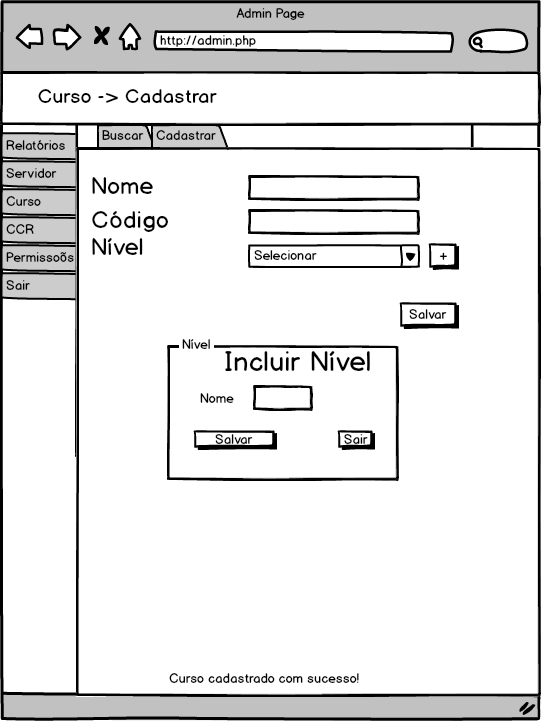 Admin Page
http://admin.php
Curso -> Cadastrar
Buscar Cadastrar
Relatórios
Servidor
Curso
CCR
Permissoõs
Sair
Nome
Código
Nível
Selecionar
+
Salvar
Nível
Incluir Nível
Nome
Salvar
Sair
Curso cadastrado com sucesso!